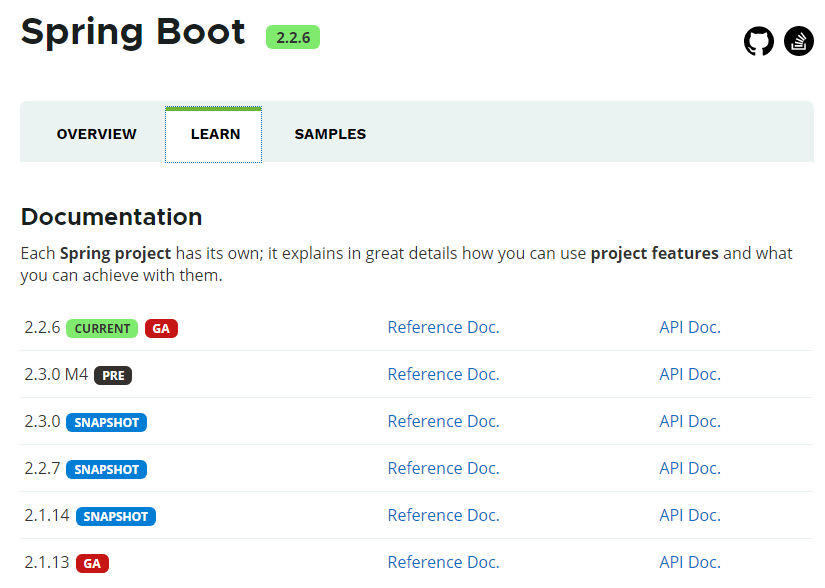 Spring Boot 2.2.6
OVERVIEW LEARN SAMPLES
Documentation
Each Spring project has its own; it explains in great details how you can use project features and what
you can achieve with them.
2.2.6 CURRENT GA Reference Doc. API Doc.
2.3.0 M4 PRE Reference Doc. API Doc.
2.3.0 SNAPSHOT Reference Doc. API Doc.
2.2.7 SNAPSHOT Reference Doc. API Doc.
2.1.14 SNAPSHOT Reference Doc. API Doc.
2.1.13 GA Reference Doc. API Doc.